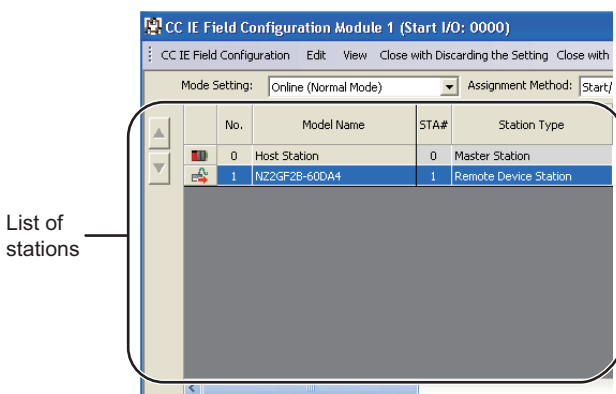 CC IE Field Configuration Module 1 (Start I/O: 0000)
CC IE Field Configuration Edit View Close with Discarding the Setting Close with
Mode Setting: Online (Normal Mode) Assignment Method: Start/
No. Model Name STA# Station Type
0 Host Station 0 Master Station
1 NZ2GF2B-60DA4 1 Remote Device Station
List of
stations